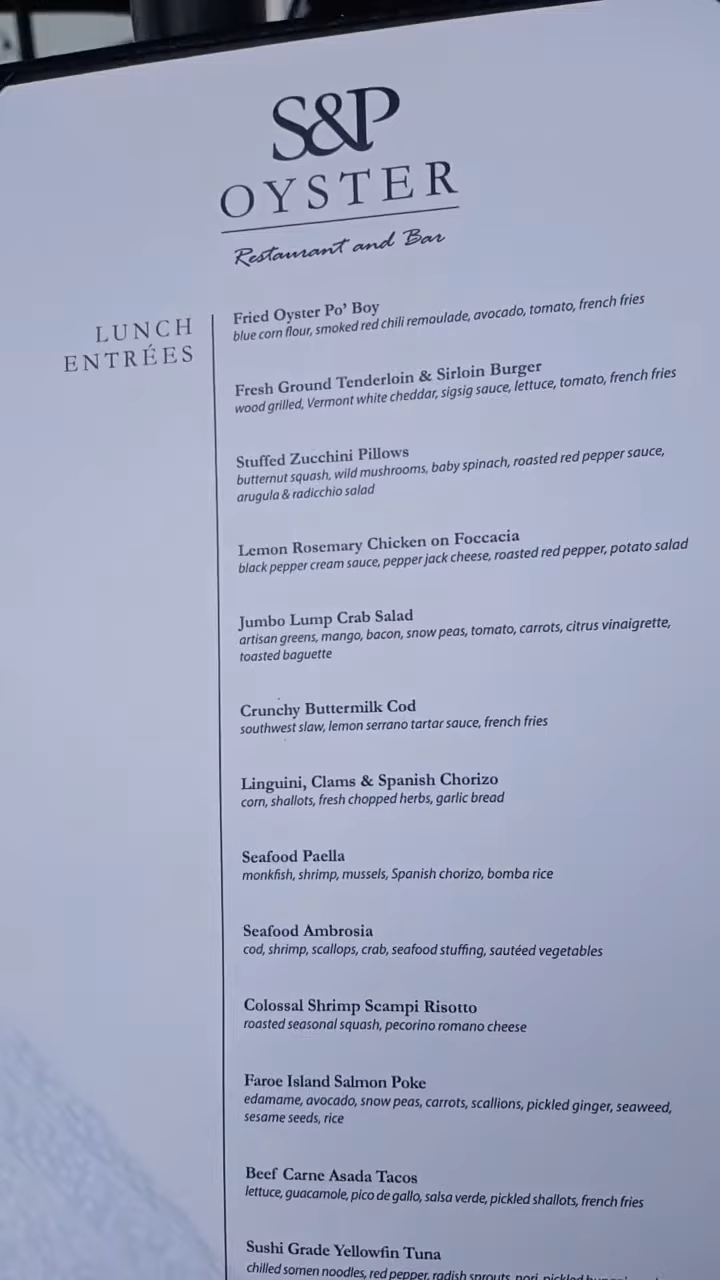 S&P
OYSTER
Restaurant and Bar
LUNCH
ENTRÉES
Fried Oyster Po' Boy
blue corn flour, smoked red chili remoulade, avocado, tomato, french fries
Fresh Ground Tenderloin & Sirloin Burger
wood grilled, Vermont white cheddar, sigsig sauce, lettuce, tomato, french fries
Stuffed Zucchini Pillows
butternut squash, wild mushrooms, baby spinach, roasted red pepper sauce,
arugula & radicchio salad
Lemon Rosemary Chicken on Foccacia
black pepper cream sauce, pepper jack cheese, roasted red pepper, potato salad
Jumbo Lump Crab Salad
artisan greens, mango, bacon, snow peas, tomato, carrots, citrus vinaigrette,
toasted baguette
Crunchy Buttermilk Cod
southwest slaw, lemon serrano tartar sauce, french fries
Linguini, Clams & Spanish Chorizo
corn, shallots, fresh chopped herbs, garlic bread
Seafood Paella
monkfish, shrimp, mussels, Spanish chorizo, bomba rice
Seafood Ambrosia
cod, shrimp, scallops, crab, seafood stuffing, sautéed vegetables
Colossal Shrimp Scampi Risotto
roasted seasonal squash, pecorino romano cheese
Faroe Island Salmon Poke
edamame, avocado, snow peas, carrots, scallions, pickled ginger, seaweed,
sesame seeds, rice
Beef Carne Asada Tacos
lettuce, guacamole, pico de gallo, salsa verde, pickled shallots, french fries
Sushi Grade Yellowfin Tuna
chilled somen noodles, red pepper, radish sprouts, nori, pickled